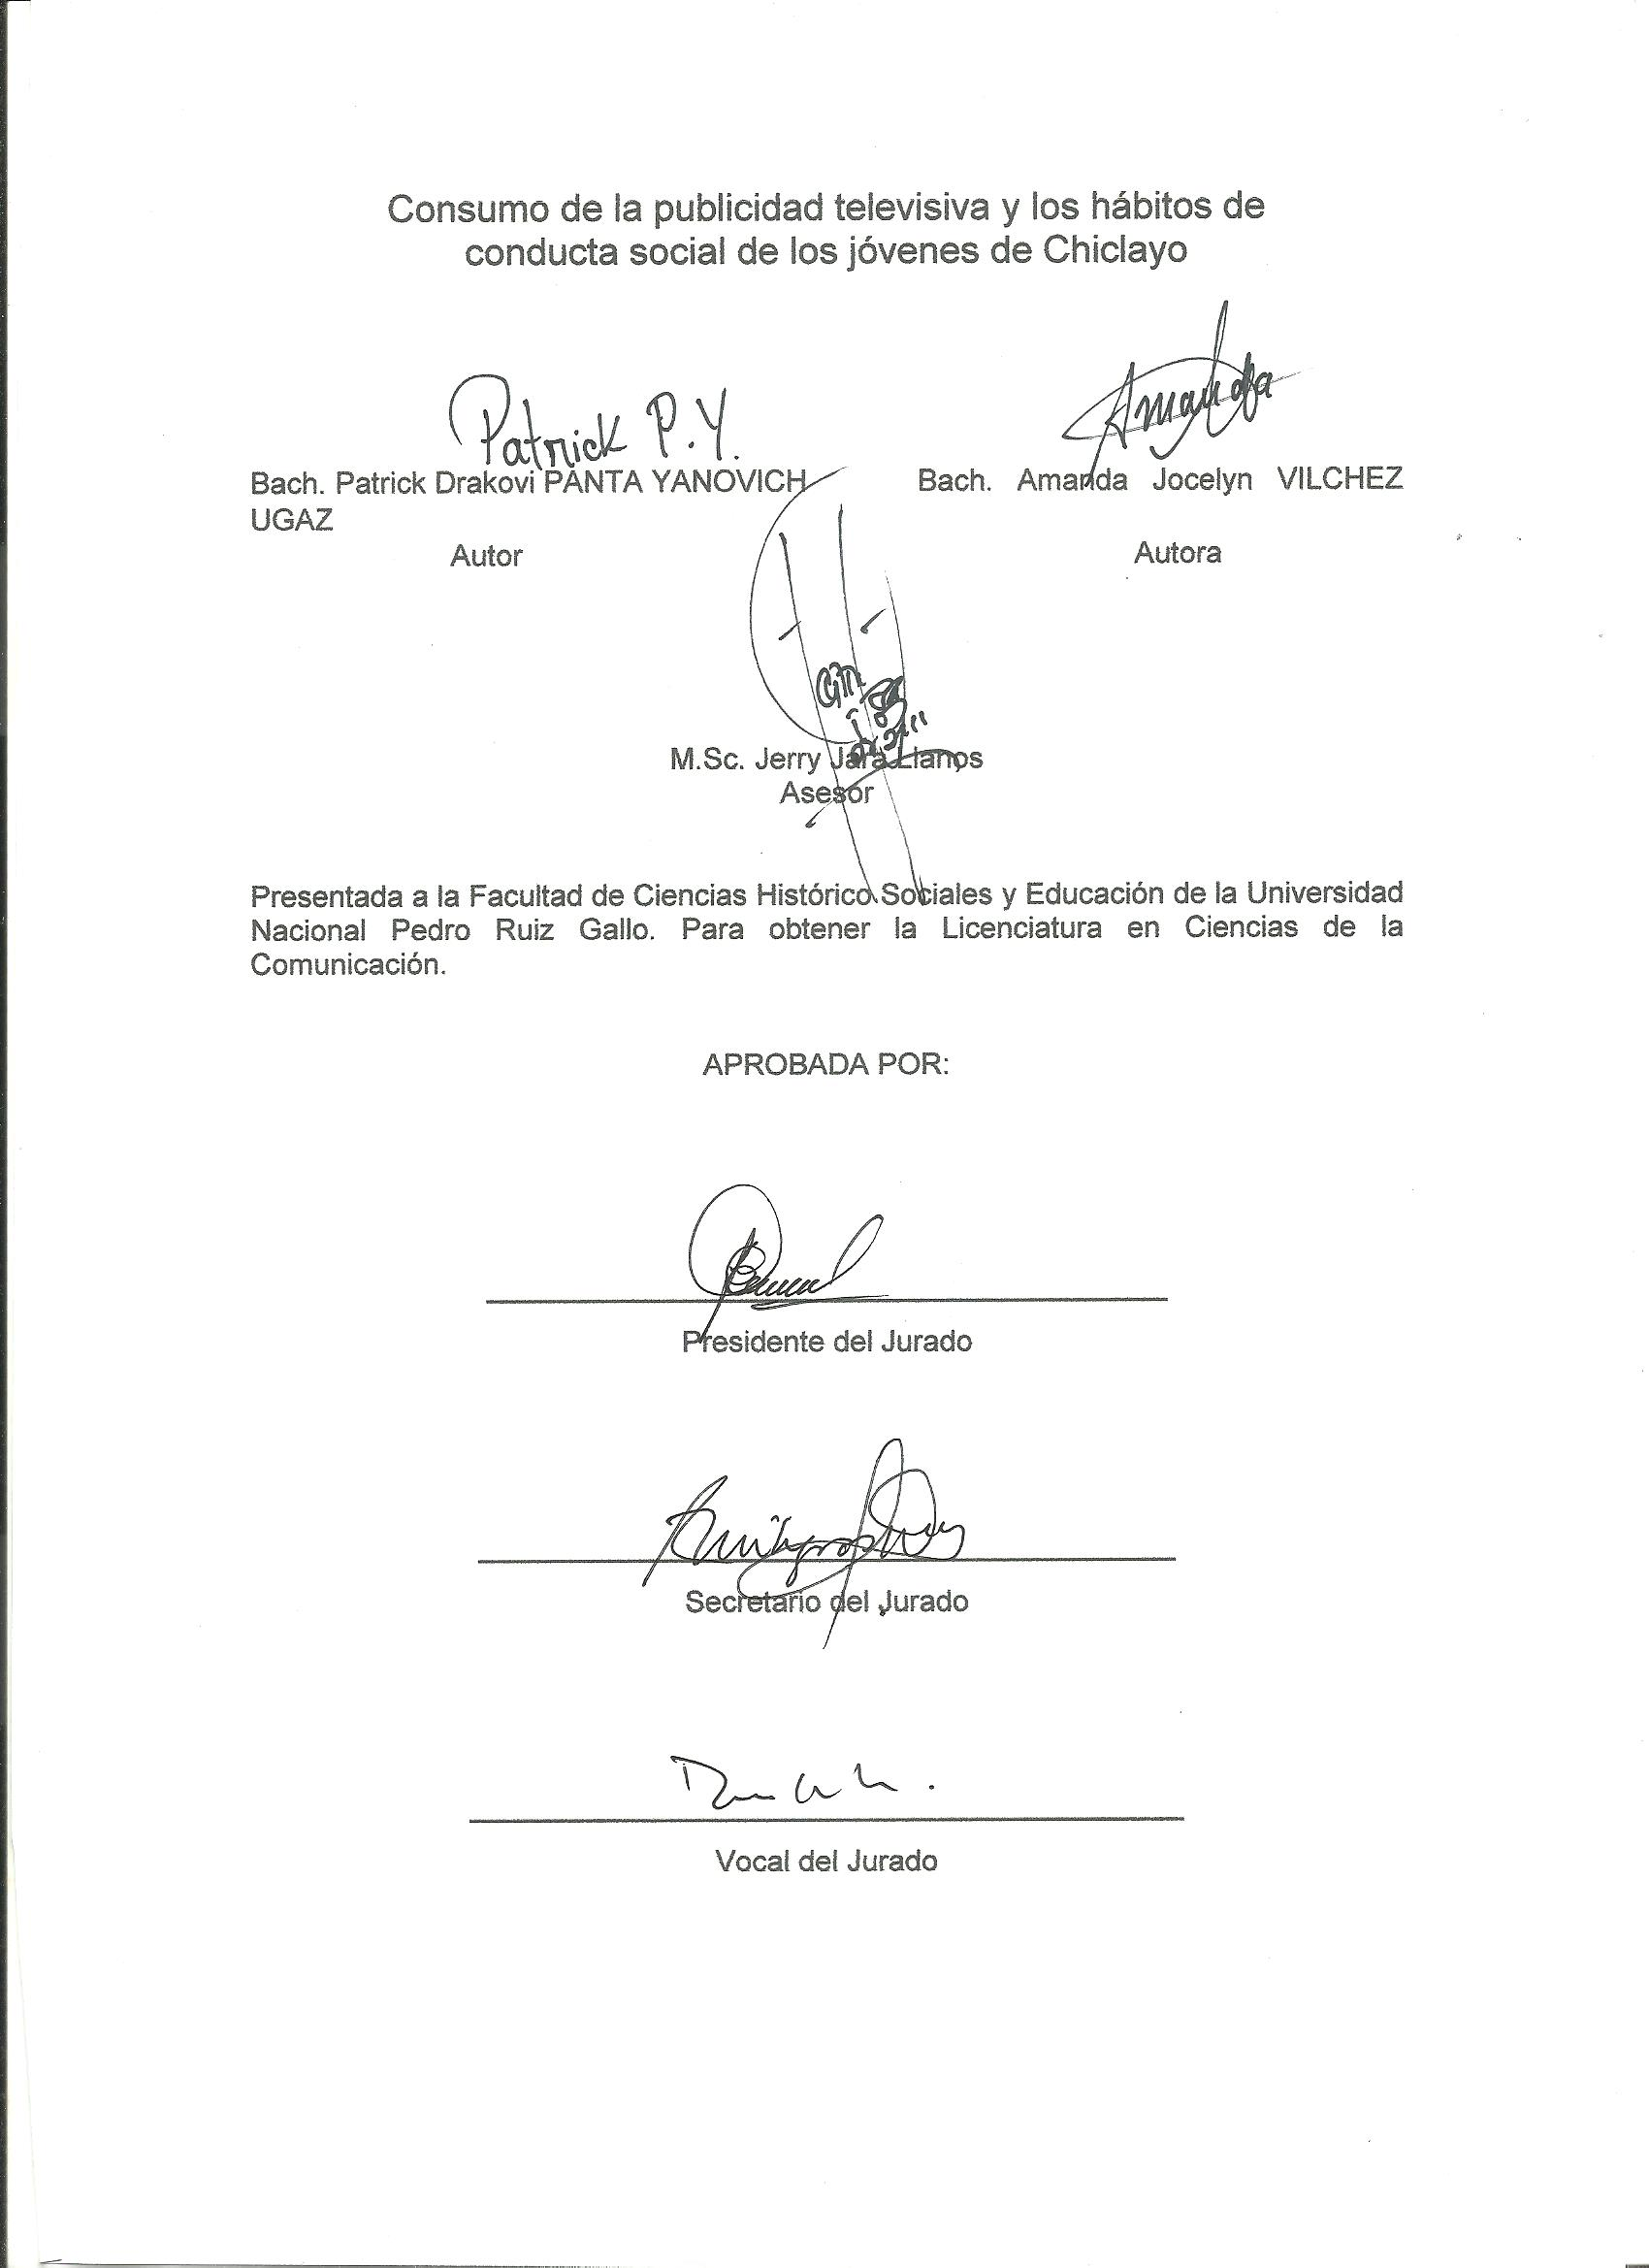 Consumo de la publicidad televisiva y los hábitos de
conducta social de los jóvenes de Chiclayo
Patrick P.Y.
Amanda
Bach. Patrick Drakovi PANTA YANOVICH
Bach. Amanda Jocelyn VILCHEZ
UGAZ
Autor
Autora
M.Sc. Jerry Jara Llanos
Asesor
Presentada a la Facultad de Ciencias Histórico Sociales y Educación de la Universidad
Nacional Pedro Ruiz Gallo. Para obtener la Licenciatura en Ciencias de la
Comunicación.
APROBADA POR:
Presidente del Jurado
Secretario del Jurado
Vocal del Jurado